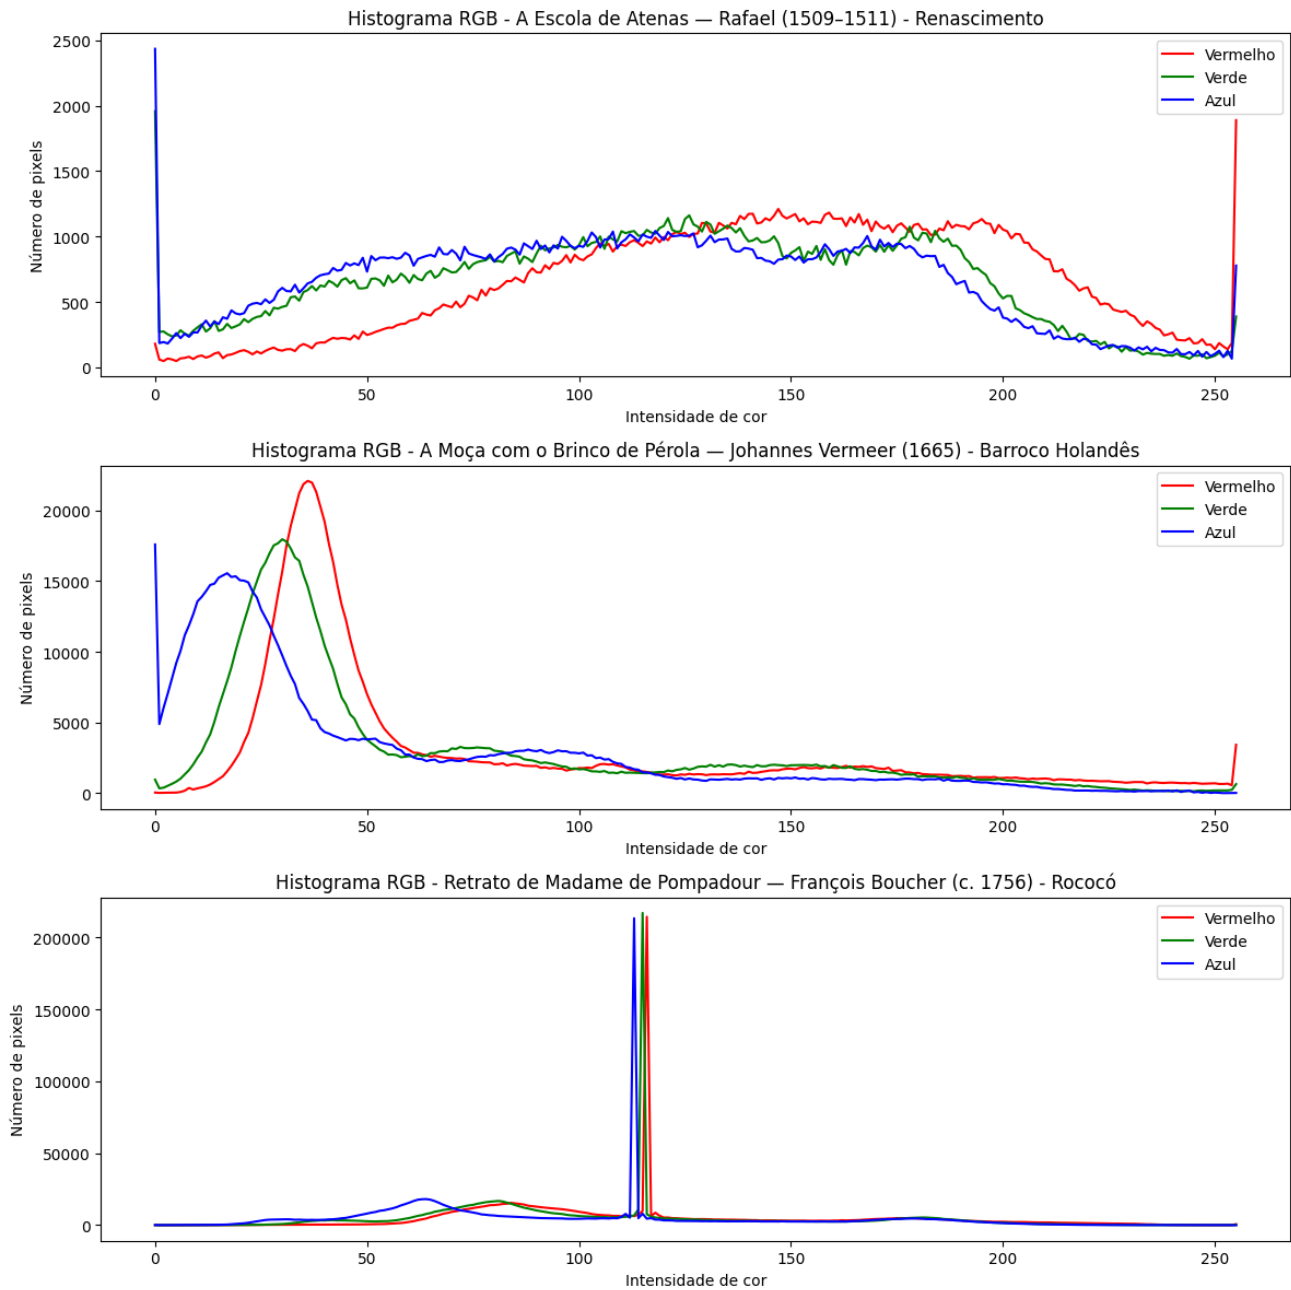 Histograma RGB - A Escola de Atenas — Rafael (1509–1511) - Renascimento
2500
2000
1500
1000
500
0
Número de pixels
Vermelho
Verde
Azul
0 50 100 150 200 250
Intensidade de cor
Histograma RGB - A Moça com o Brinco de Pérola — Johannes Vermeer (1665) - Barroco Holandês
20000
15000
10000
5000
0
Número de pixels
Vermelho
Verde
Azul
0 50 100 150 200 250
Intensidade de cor
Histograma RGB - Retrato de Madame de Pompadour — François Boucher (c. 1756) - Rococó
200000
150000
100000
50000
0
Número de pixels
Vermelho
Verde
Azul
0 50 100 150 200 250
Intensidade de cor